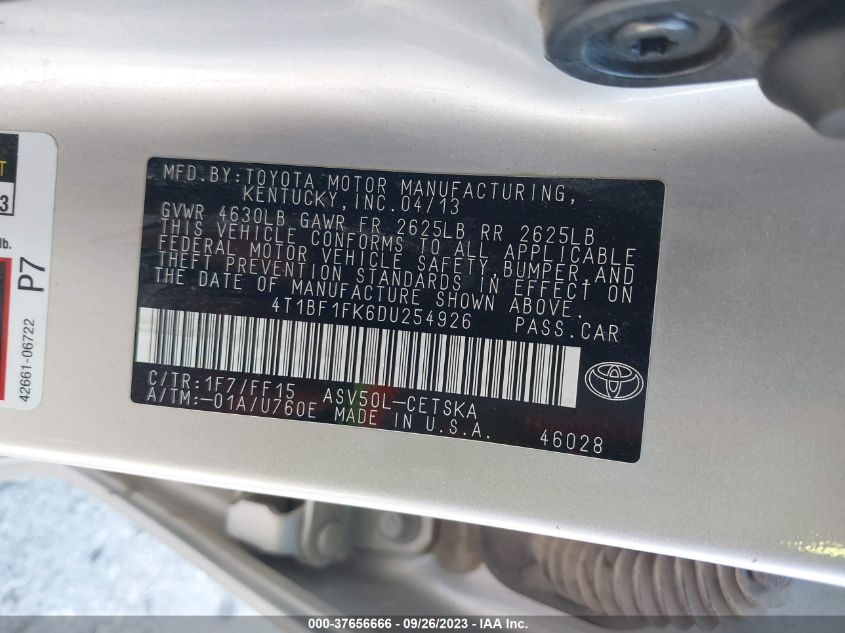 MFD.BY:TOYOTA MOTOR MANUFACTURING,
KENTUCKY,INC.04/13
GVWR 4630LB GAWR FR 2625LB RR 2625LB
THIS VEHICLE CONFORMS TO ALL APPLICABLE
FEDERAL MOTOR VEHICLE SAFETY,BUMPER,AND
THEFT PREVENTION STANDARDS IN EFFECT ON
THE DATE OF MANUFACTURE SHOWN ABOVE.
4T1BF1FK6DU254926 PASS.CAR
C/TR:1F7/FF15 ASV50L-CETSKA
A/TM:-01A/U760E MADE IN U.S.A. 46028
3
lb.
P7
42661-06722
000-37656666 - 09/26/2023 - Copyright © IAA, Inc.